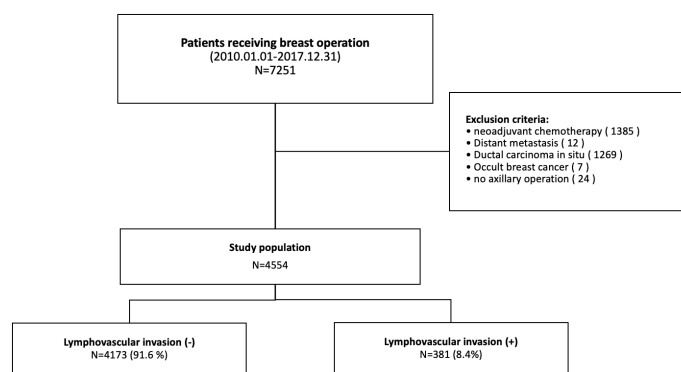 Patients receiving breast operation
(2010.01.01-2017.12.31)
N=7251
Exclusion criteria:
• neoadjuvant chemotherapy ( 1385 )
• Distant metastasis ( 12 )
• Ductal carcinoma in situ ( 1269 )
• Occult breast cancer ( 7 )
• no axillary operation ( 24 )
Study population
N=4554
Lymphovascular invasion (-)
N=4173 (91.6 %)
Lymphovascular invasion (+)
N=381 (8.4%)